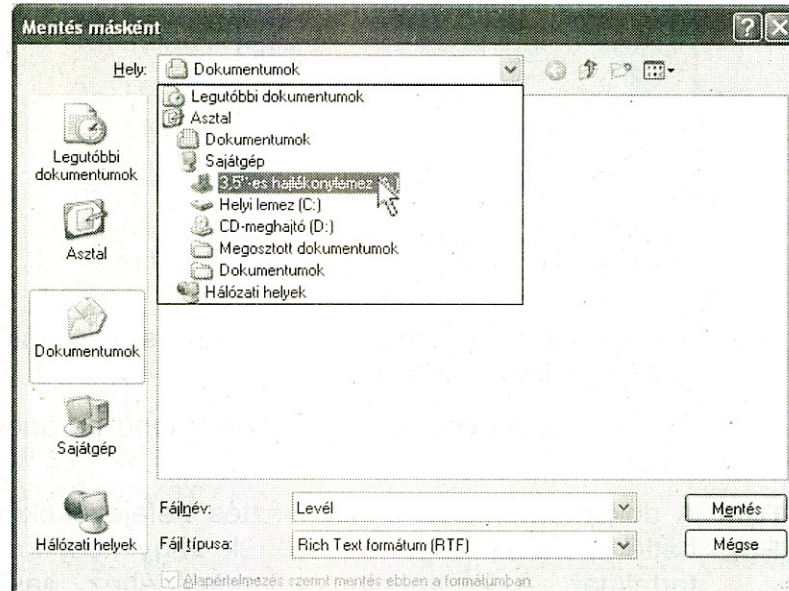 Mentés másként
Hely: Dokumentumok
Legutóbbi dokumentumok
Asztal
Dokumentumok
Sajátgép
3,5"-es hajlékonylemez
Helyi lemez (C:)
CD-meghajtó (D:)
Megosztott dokumentumok
Dokumentumok
Hálózati helyek
Legutóbbi
dokumentumok
Asztal
Dokumentumok
Sajátgép
Hálózati helyek
Fájlnév: Levél Mentés
Fájl típusa: Rich Text formátum (RTF) Mégse
Alapértelmezés szerint mentés ebben a formátumban